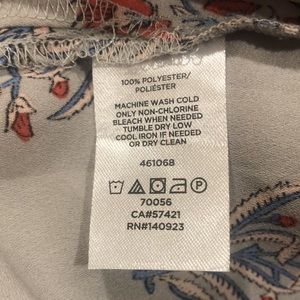 100% POLYESTER/
POLIÉSTER
MACHINE WASH COLD
ONLY NON-CHLORINE
BLEACH WHEN NEEDED
TUMBLE DRY LOW
COOL IRON IF NEEDED
OR DRY CLEAN
461068
P
70056
CA#57421
RN#140923